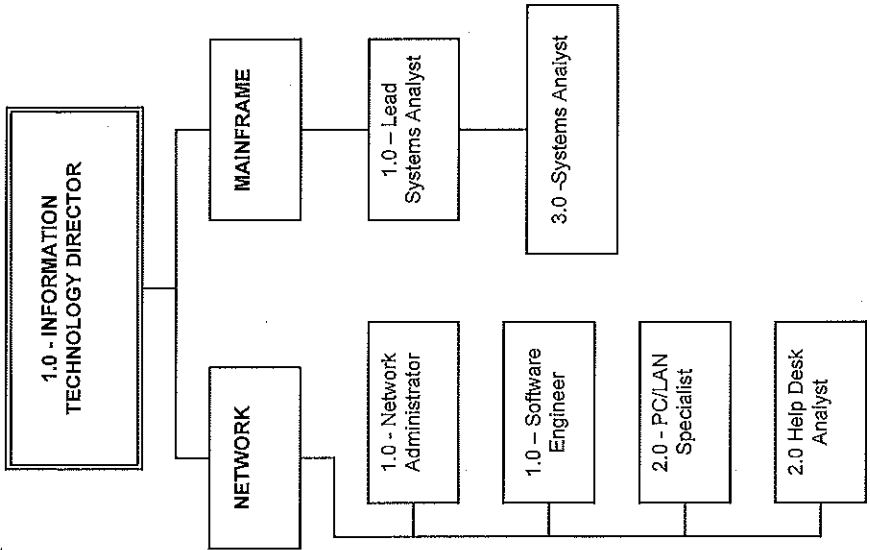 1.0 - INFORMATION
TECHNOLOGY DIRECTOR
NETWORK
MAINFRAME
1.0 - Network
Administrator
1.0 – Software
Engineer
2.0 - PC/LAN
Specialist
2.0 Help Desk
Analyst
1.0 – Lead
Systems Analyst
3.0 -Systems Analyst